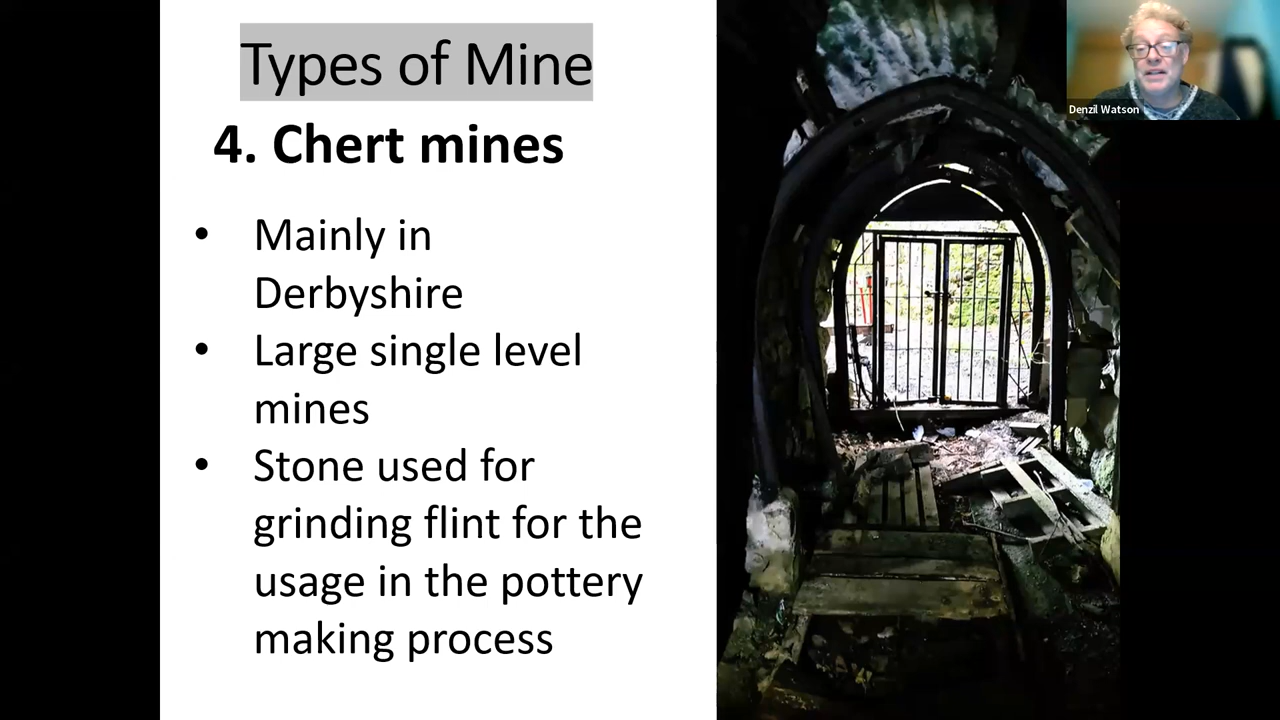 Types of Mine
4. Chert mines
• Mainly in
Derbyshire
• Large single level
mines
• Stone used for
grinding flint for the
usage in the pottery
making process
Denzil Watson